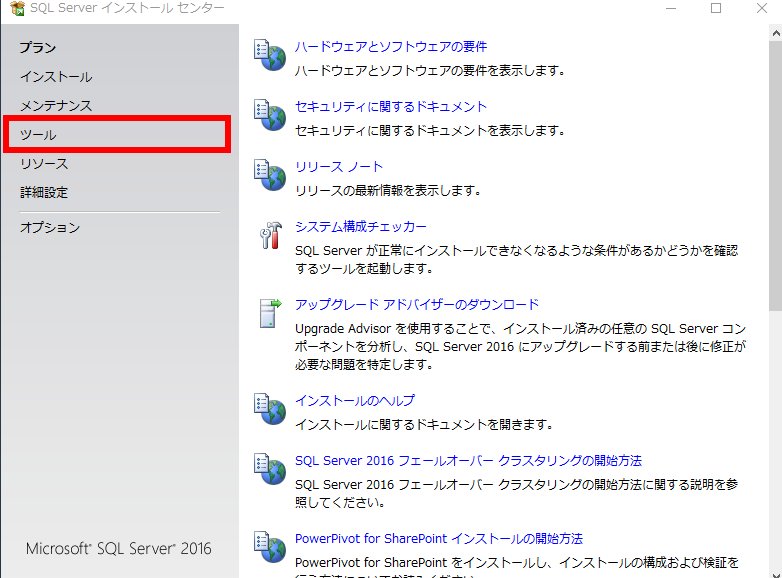 SQL Server インストール センター
プラン
インストール
メンテナンス
ツール
リソース
詳細設定
オプション
Microsoft® SQL Server® 2016
ハードウェアとソフトウェアの要件
ハードウェアとソフトウェアの要件を表示します。
セキュリティに関するドキュメント
セキュリティに関するドキュメントを表示します。
リリース ノート
リリースの最新情報を表示します。
システム構成チェッカー
SQL Server が正常にインストールできなくなるような条件があるかどうかを確認
するツールを起動します。
アップグレード アドバイザーのダウンロード
Upgrade Advisor を使用することで、インストール済みの任意の SQL Server コン
ポーネントを分析し、SQL Server 2016 にアップグレードする前または後に修正が
必要な問題を特定します。
インストールのヘルプ
インストールに関するドキュメントを開きます。
SQL Server 2016 フェールオーバー クラスタリングの開始方法
SQL Server 2016 フェールオーバー クラスタリングの開始方法に関する説明を参
照してください。
PowerPivot for SharePoint インストールの開始方法
PowerPivot for SharePoint をインストールし、インストールの構成および検証を